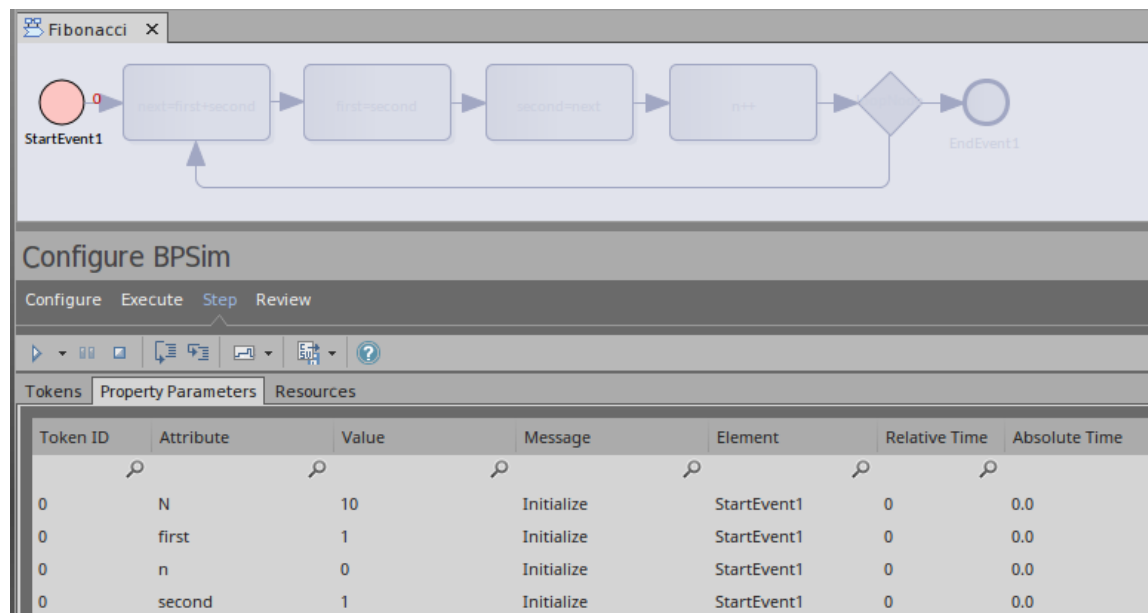 Fibonacci
0
next=first+second
first=second
second=next
n++
StartEvent1
EndEvent1
Configure BPSim
Configure Execute Step Review
Tokens Property Parameters Resources
Token ID Attribute Value Message Element Relative Time Absolute Time
0 N 10 Initialize StartEvent1 0 0.0
0 first 1 Initialize StartEvent1 0 0.0
0 n 0 Initialize StartEvent1 0 0.0
0 second 1 Initialize StartEvent1 0 0.0